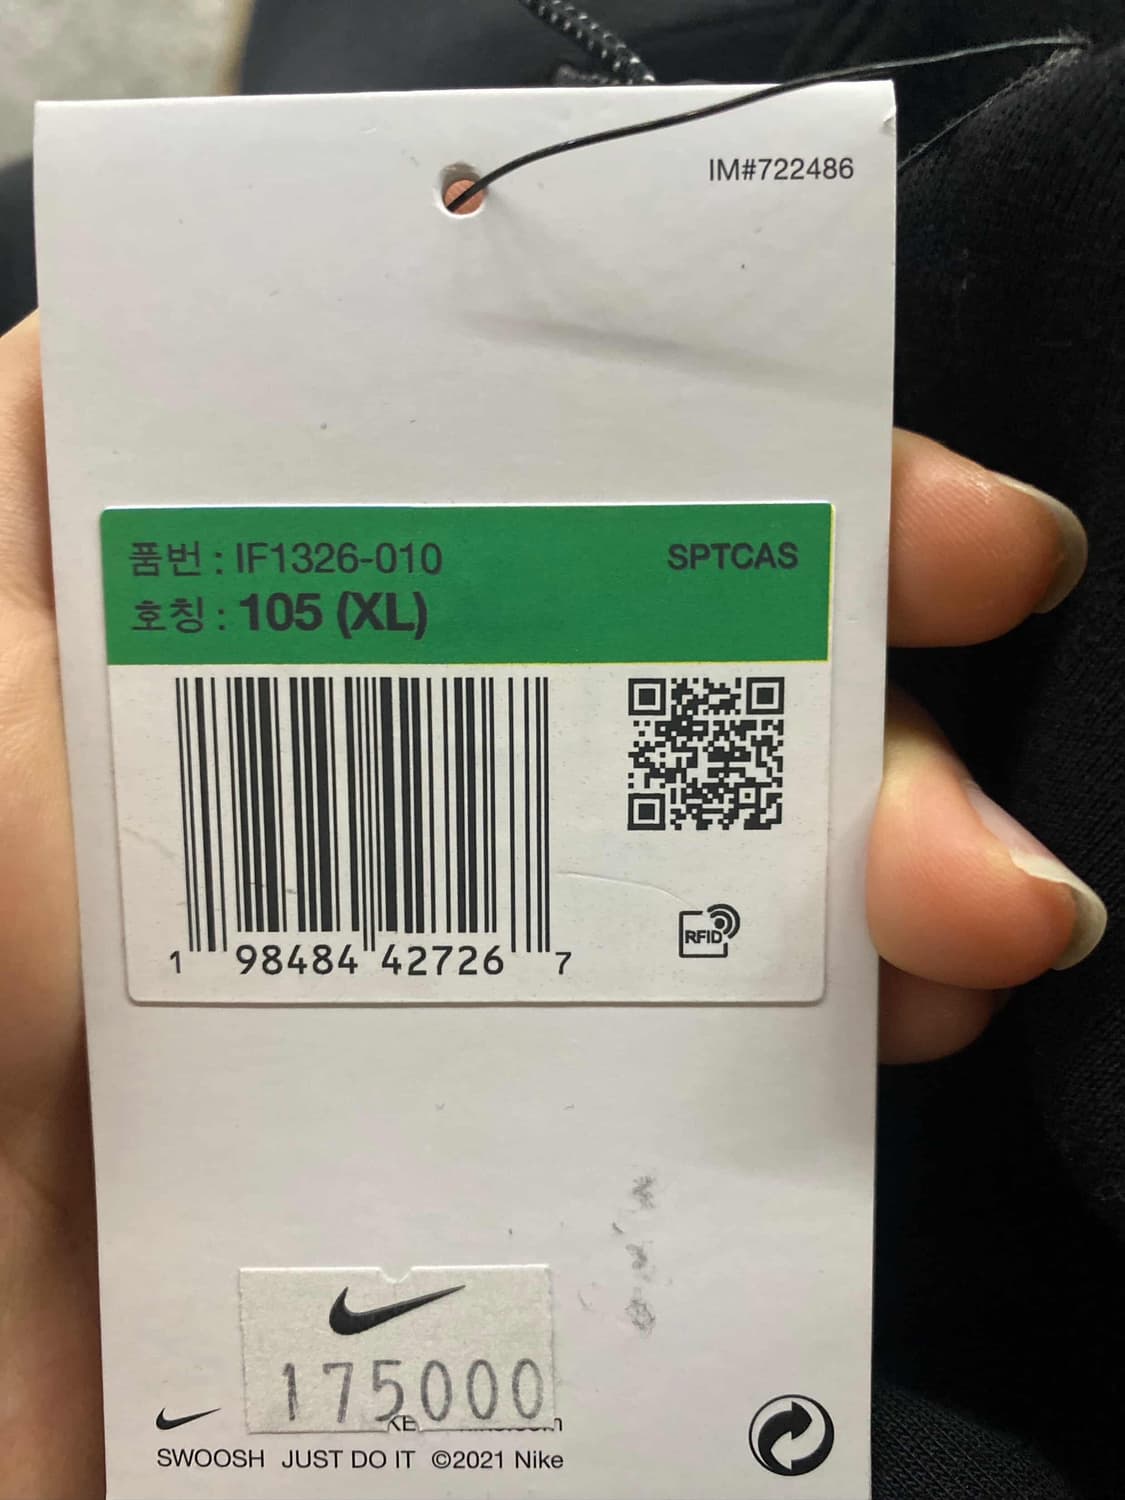 IM#722486
품번 : IF1326-010 SPTCAS
호칭 : 105 (XL)
1 98484 42726 7
RFID
175000
SWOOSH JUST DO IT ©2021 Nike